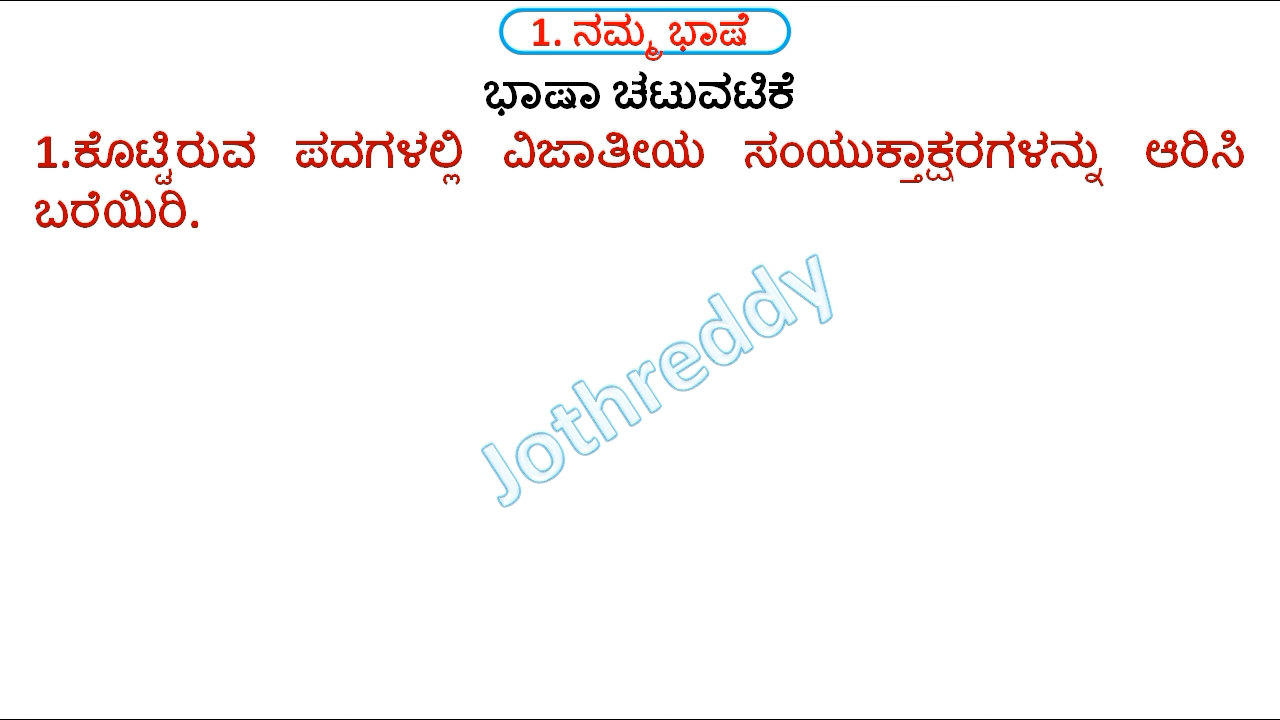 1. ನಮ್ಮ ಭಾಷೆ
ಭಾಷಾ ಚಟುವಟಿಕೆ
1.ಕೊಟ್ಟಿರುವ ಪದಗಳಲ್ಲಿ ವಿಜಾತೀಯ ಸಂಯುಕ್ತಾಕ್ಷರಗಳನ್ನು ಆರಿಸಿ
ಬರೆಯಿರಿ.
Jothreddy